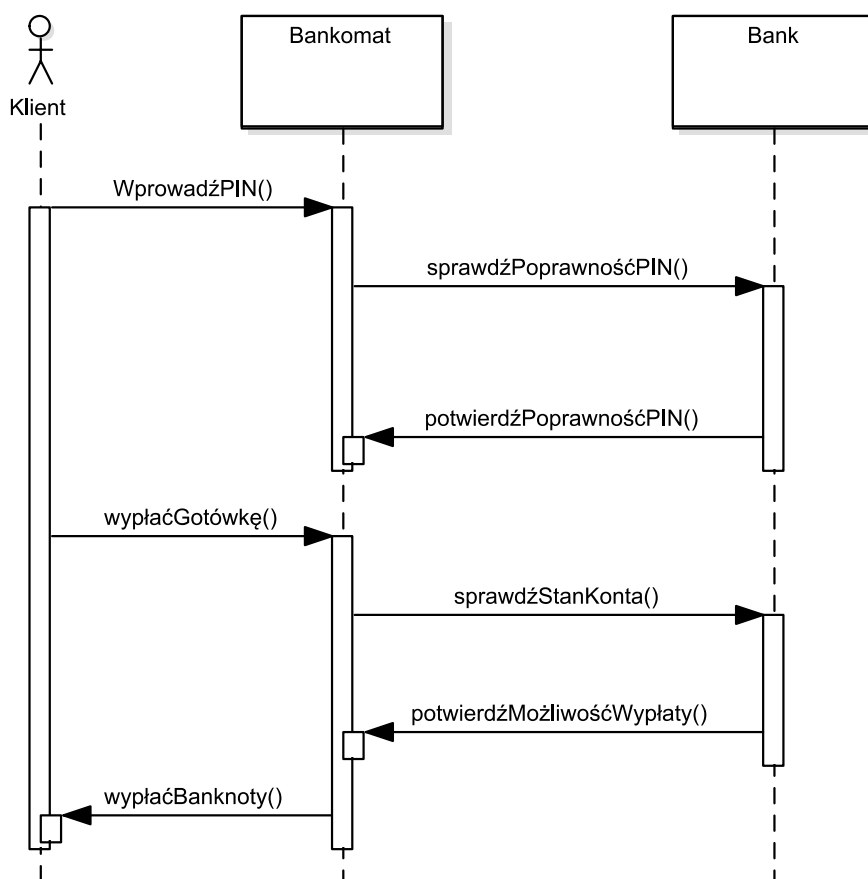 Klient
Bankomat
Bank
WprowadźPIN()
sprawdźPoprawnośćPIN()
potwierdźPoprawnośćPIN()
wypłaćGotówkę()
sprawdźStanKonta()
potwierdźMożliwośćWypłaty()
wypłaćBanknoty()